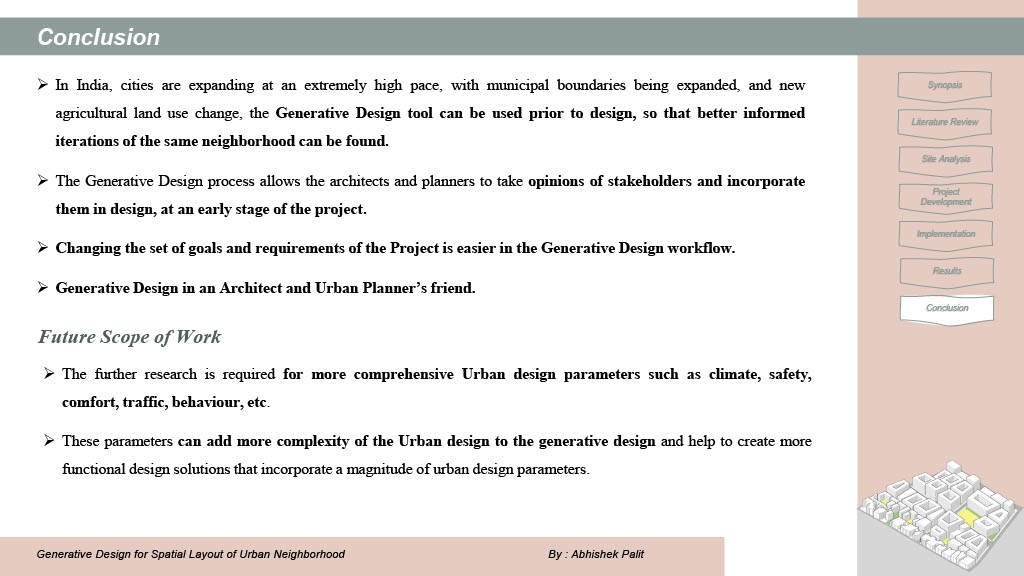 Conclusion
In India, cities are expanding at an extremely high pace, with municipal boundaries being expanded, and new
agricultural land use change, the Generative Design tool can be used prior to design, so that better informed
iterations of the same neighborhood can be found.
The Generative Design process allows the architects and planners to take opinions of stakeholders and incorporate
them in design, at an early stage of the project.
Changing the set of goals and requirements of the Project is easier in the Generative Design workflow.
Generative Design in an Architect and Urban Planner’s friend.
Future Scope of Work
The further research is required for more comprehensive Urban design parameters such as climate, safety,
comfort, traffic, behaviour, etc.
These parameters can add more complexity of the Urban design to the generative design and help to create more
functional design solutions that incorporate a magnitude of urban design parameters.
Synopsis
Literature Review
Site Analysis
Project
Development
Implementation
Results
Conclusion
Generative Design for Spatial Layout of Urban Neighborhood
By : Abhishek Palit